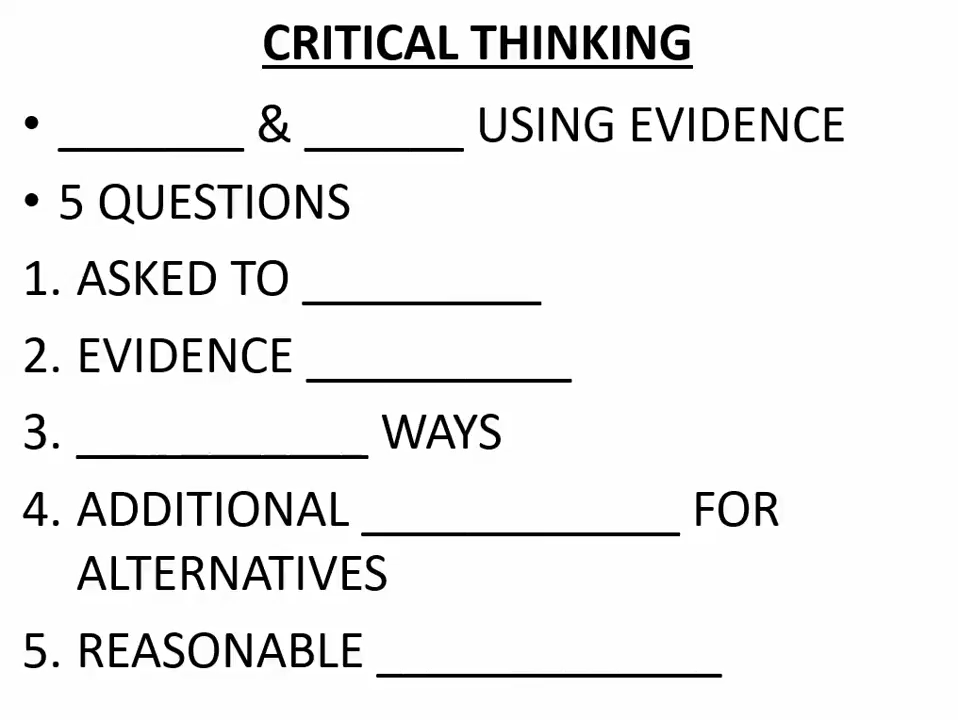 CRITICAL THINKING
• _______ & ______ USING EVIDENCE
• 5 QUESTIONS
1. ASKED TO _________
2. EVIDENCE __________
3. ___________ WAYS
4. ADDITIONAL ____________ FOR
ALTERNATIVES
5. REASONABLE _____________